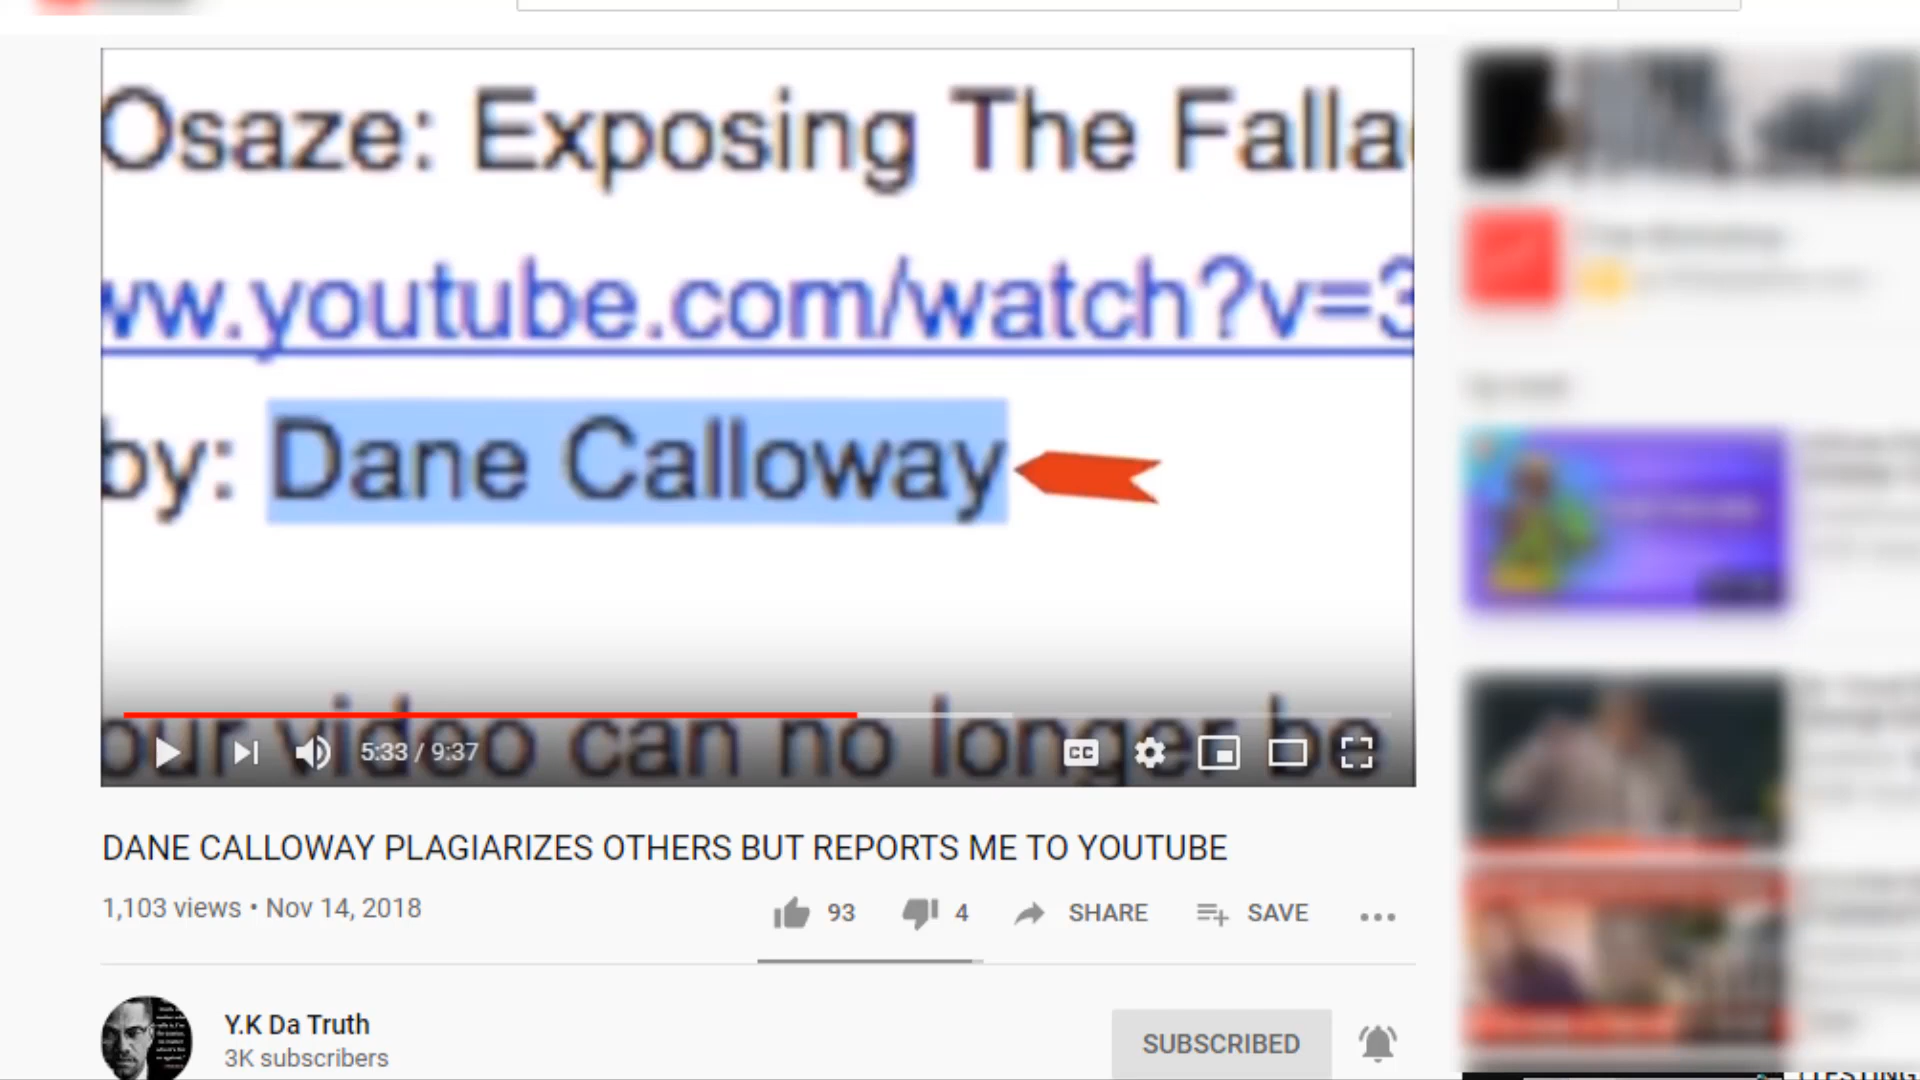 Osaze: Exposing The Falla
ww.youtube.com/watch?v=3
by: Dane Calloway
our video can no longer be
5:33 / 9:37
CC
DANE CALLOWAY PLAGIARIZES OTHERS BUT REPORTS ME TO YOUTUBE
1,103 views • Nov 14, 2018
93
4
SHARE
SAVE
Y.K Da Truth
3K subscribers
SUBSCRIBED